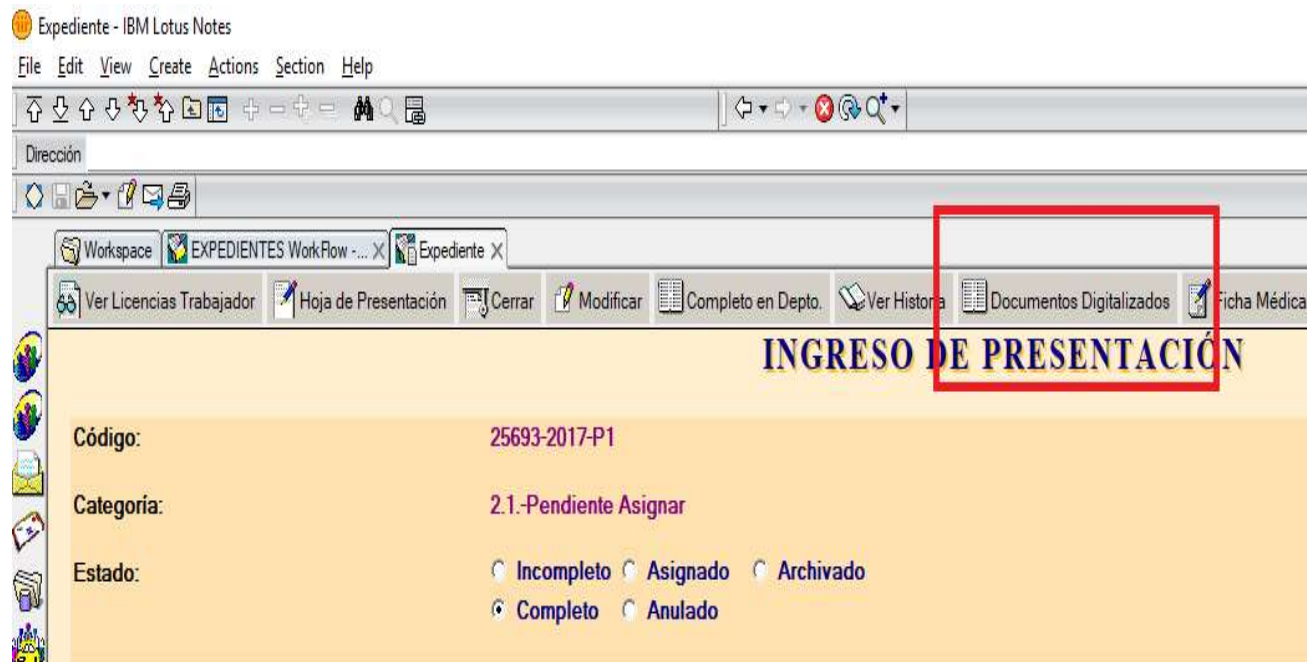 Expediente - IBM Lotus Notes
File Edit View Create Actions Section Help
Dirección
Workspace EXPEDIENTES WorkFlow -... Expediente
Ver Licencias Trabajador Hoja de Presentación Cerrar Modificar Completo en Depto. Ver Historia Documentos Digitalizados Ficha Médica
INGRESO DE PRESENTACIÓN
Código: 25693-2017-P1
Categoría: 2.1.-Pendiente Asignar
Estado: Incompleto Asignado Archivado
Completo Anulado